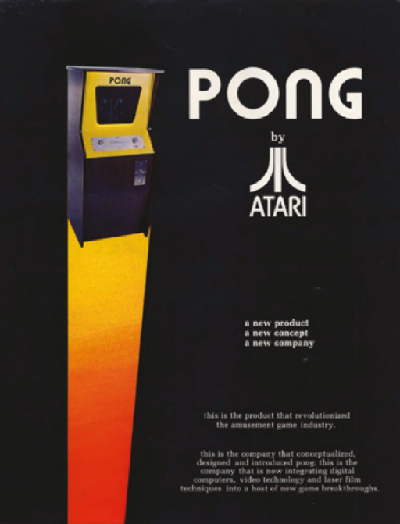 PONG
PONG
by
ATARI
a new product
a new concept
a new company
this is the product that revolutionized
the amusement game industry.
this is the company that conceptualized,
designed and introduced pong; this is the
company that is now integrating digital
computers, video technology and laser film
techniques into a host of new game breakthroughs.